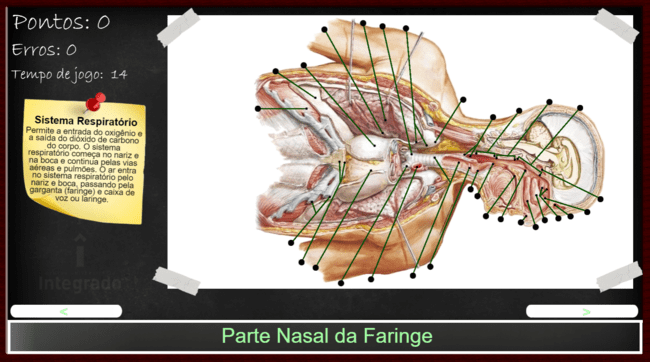 Pontos: 0
Erros: 0
Tempo de jogo: 14
Sistema Respiratório
Permite a entrada do oxigênio e
a saída do dióxido de carbono
do corpo. O sistema
respiratório começa no nariz e
na boca e continua pelas vias
aéreas e pulmões. O ar entra
no sistema respiratório pelo
nariz e boca, passando pela
garganta (faringe) e caixa de
voz ou laringe.
Integrado
<
>
Parte Nasal da Faringe